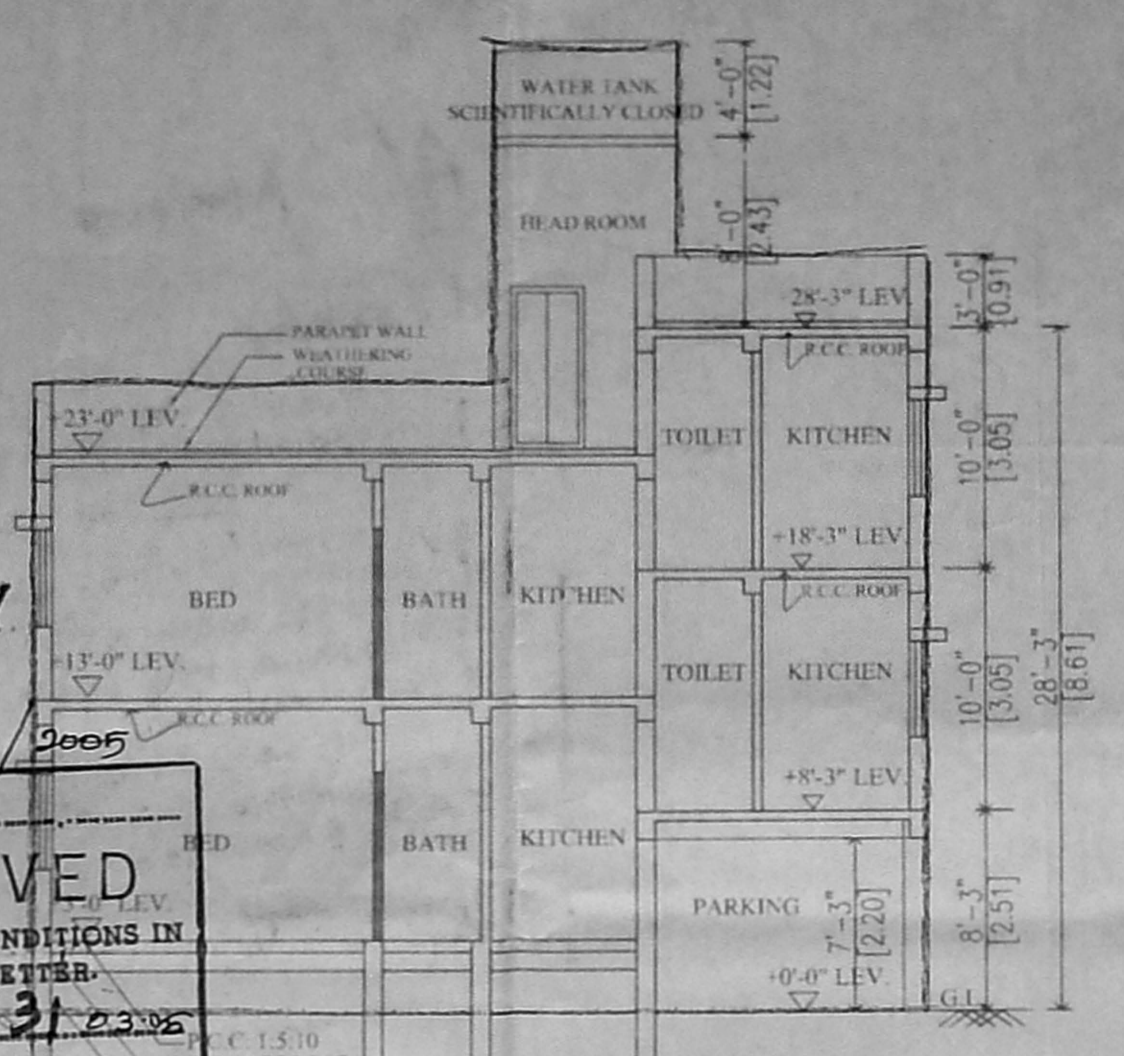 WATER TANK
SCIENTIFICALLY CLOSED
4'-0"
[1.22]
HEAD ROOM
8'-0"
[2.43]
3'-0"
[0.91]
28'-3" LEV.
R.C.C. ROOF
PARAPET WALL
WEATHERING
COURSE
+23'-0" LEV.
R.C.C. ROOF
TOILET
KITCHEN
10'-0"
[3.05]
+18'-3" LEV.
R.C.C. ROOF
BED
BATH
KITCHEN
+13'-0" LEV.
R.C.C. ROOF
TOILET
KITCHEN
10'-0"
[3.05]
28'-3"
[8.61]
+8'-3" LEV.
2005
BED
BATH
KITCHEN
VED
LEV.
NDITIONS IN
ETTER.
31 03.06
PARKING
7'-3"
[2.20]
8'-3"
[2.51]
+0'-0" LEV.
G.L.
P.C.C. 1:5:10